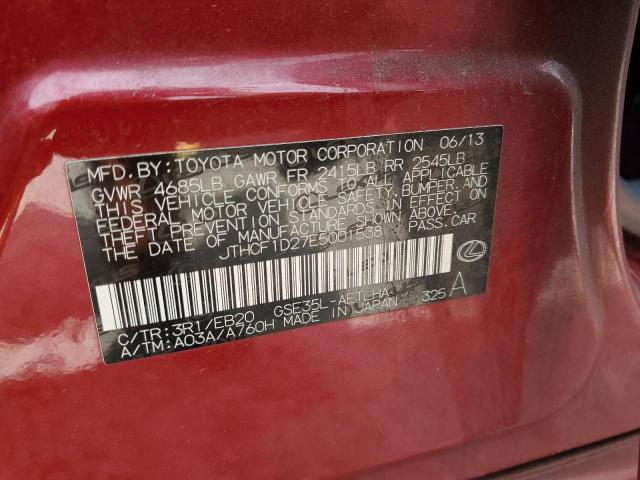 MFD. BY: TOYOTA MOTOR CORPORATION 06/13
GVWR 4685LB GAWR FR 2415LB RR 2545LB
THIS VEHICLE CONFORMS TO ALL APPLICABLE
FEDERAL MOTOR VEHICLE SAFETY, BUMPER, AND
THEFT PREVENTION STANDARDS IN EFFECT ON
THE DATE OF MANUFACTURE SHOWN ABOVE.
JTHCF1D27E5001538 PASS.CAR
GSE35L-AETLHA 325 A
C/TR:3R1/EB20 MADE IN JAPAN
A/TM:A03A/A760H